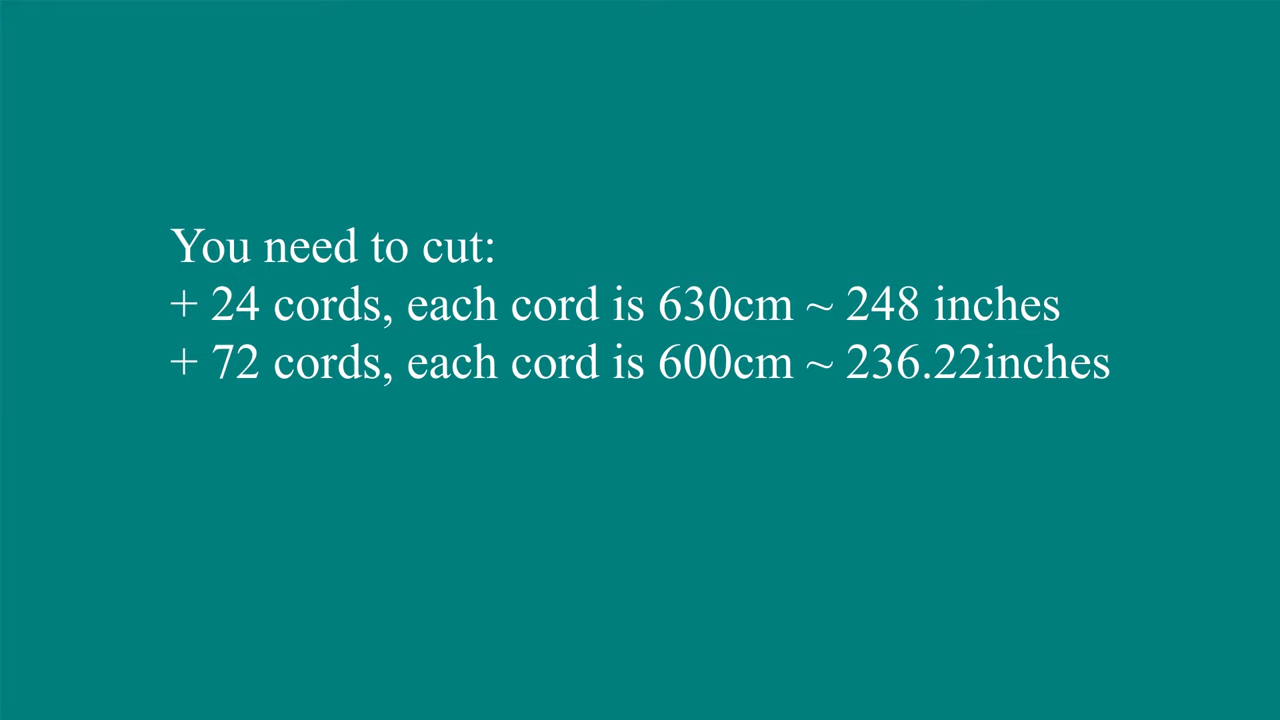 You need to cut:
+ 24 cords, each cord is 630cm ~ 248 inches
+ 72 cords, each cord is 600cm ~ 236.22inches